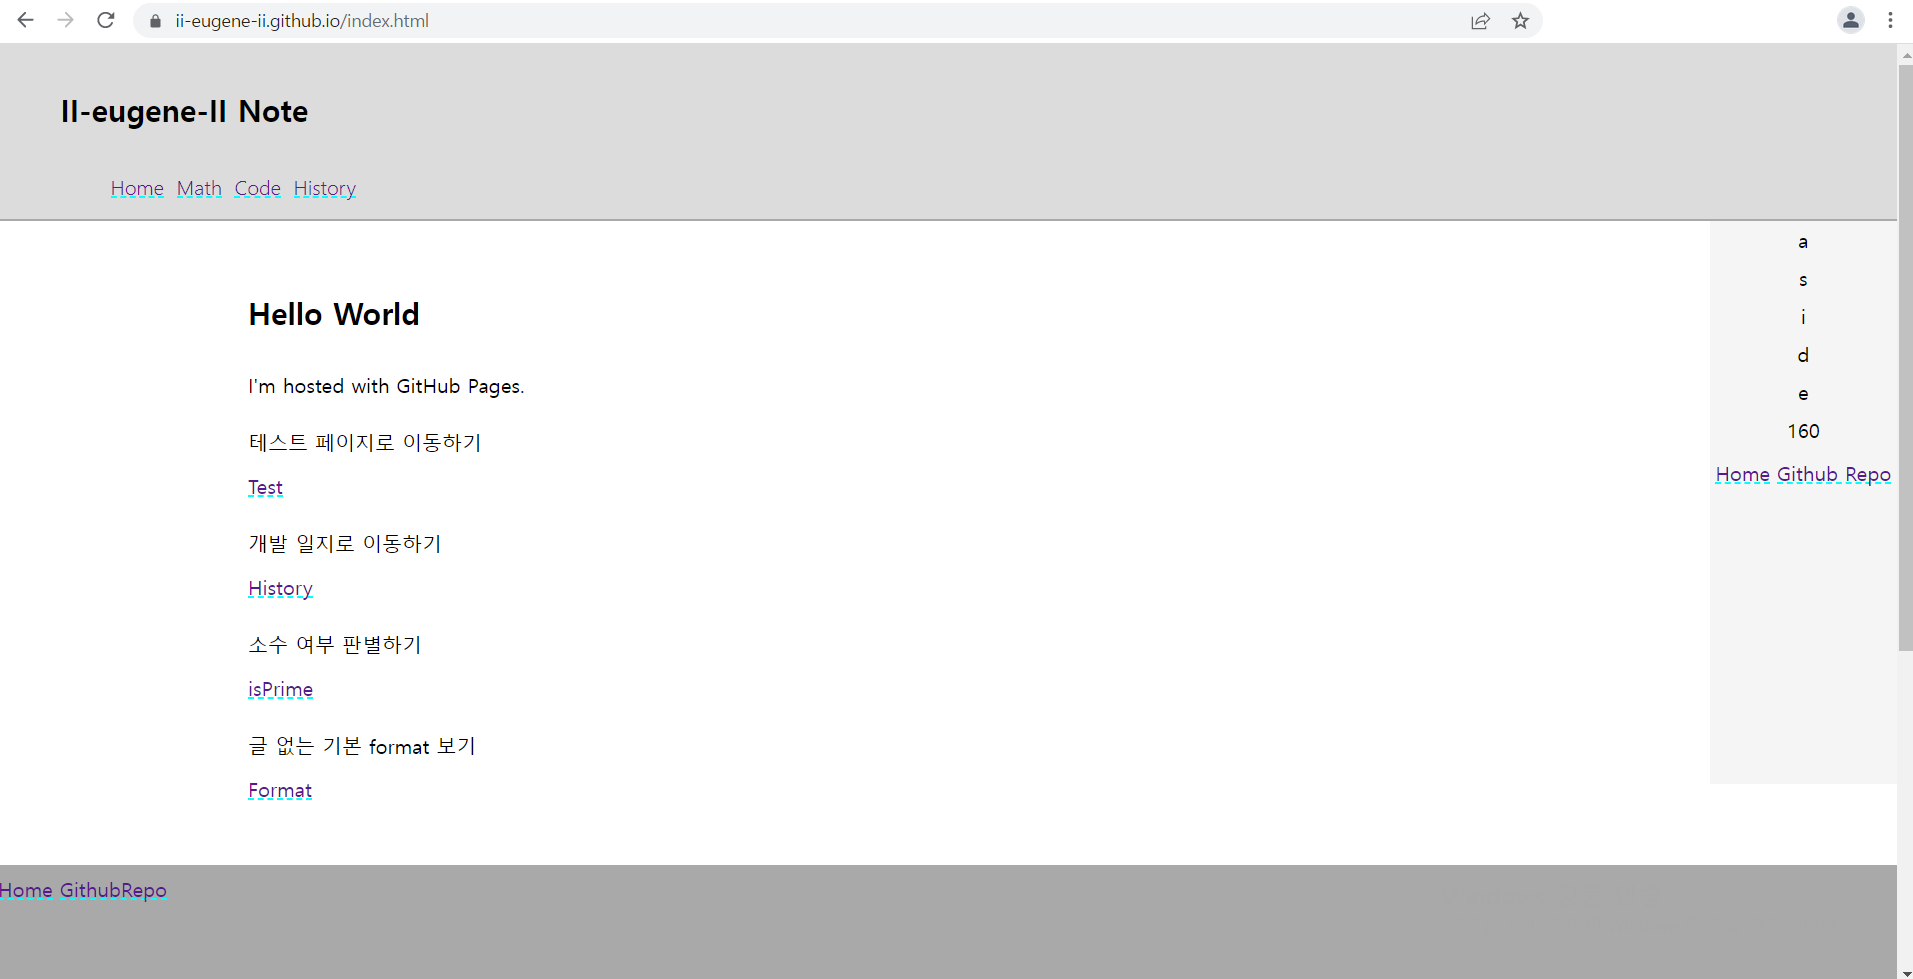 ii-eugene-ii.github.io/index.html
II-eugene-II Note
Home Math Code History
Hello World
I'm hosted with GitHub Pages.
테스트 페이지로 이동하기
Test
개발 일지로 이동하기
History
소수 여부 판별하기
isPrime
글 없는 기본 format 보기
Format
a
s
i
d
e
160
Home Github Repo
Home GithubRepo